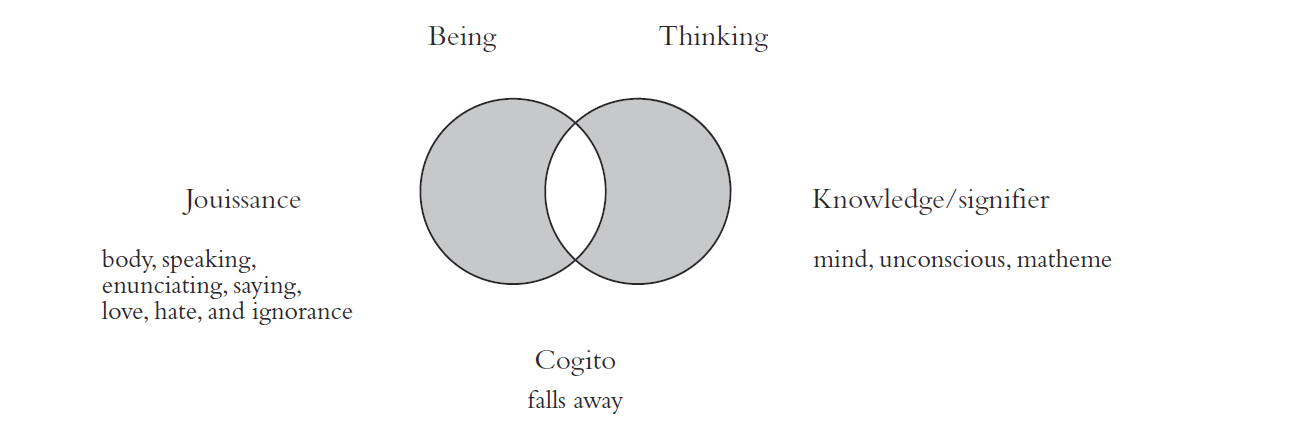 Being
Thinking
Jouissance
Knowledge/signifier
body, speaking,
enunciating, saying,
love, hate, and ignorance
mind, unconscious, matheme
Cogito
falls away